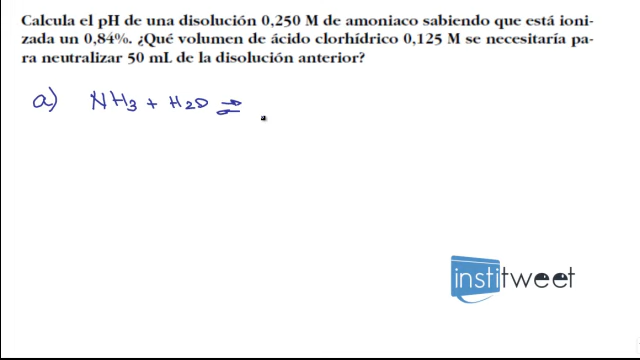 Calcula el pH de una disolución 0,250 M de amoniaco sabiendo que está ioni-
zada un 0,84%. ¿Qué volumen de ácido clorhídrico 0,125 M se necesitaría pa-
ra neutralizar 50 mL de la disolución anterior?
a) NH3 + H2O ⇌
institweet